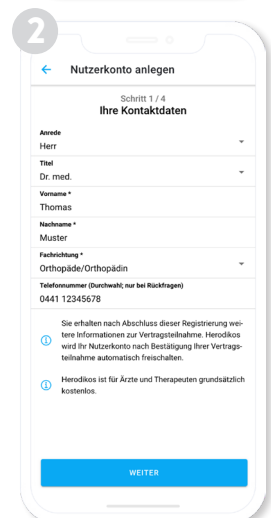 2
Nutzerkonto anlegen
Schritt 1 / 4
Ihre Kontaktdaten
Anrede
Herr
Titel
Dr. med.
Vorname *
Thomas
Nachname *
Muster
Fachrichtung *
Orthopäde/Orthopädin
Telefonnummer (Durchwahl; nur bei Rückfragen)
0441 12345678
Sie erhalten nach Abschluss dieser Registrierung wei-
tere Informationen zur Vertragsteilnahme. Herodikos
wird Ihr Nutzerkonto nach Bestätigung Ihrer Vertrags-
teilnahme automatisch freischalten.
Herodikos ist für Ärzte und Therapeuten grundsätzlich
kostenlos.
WEITER